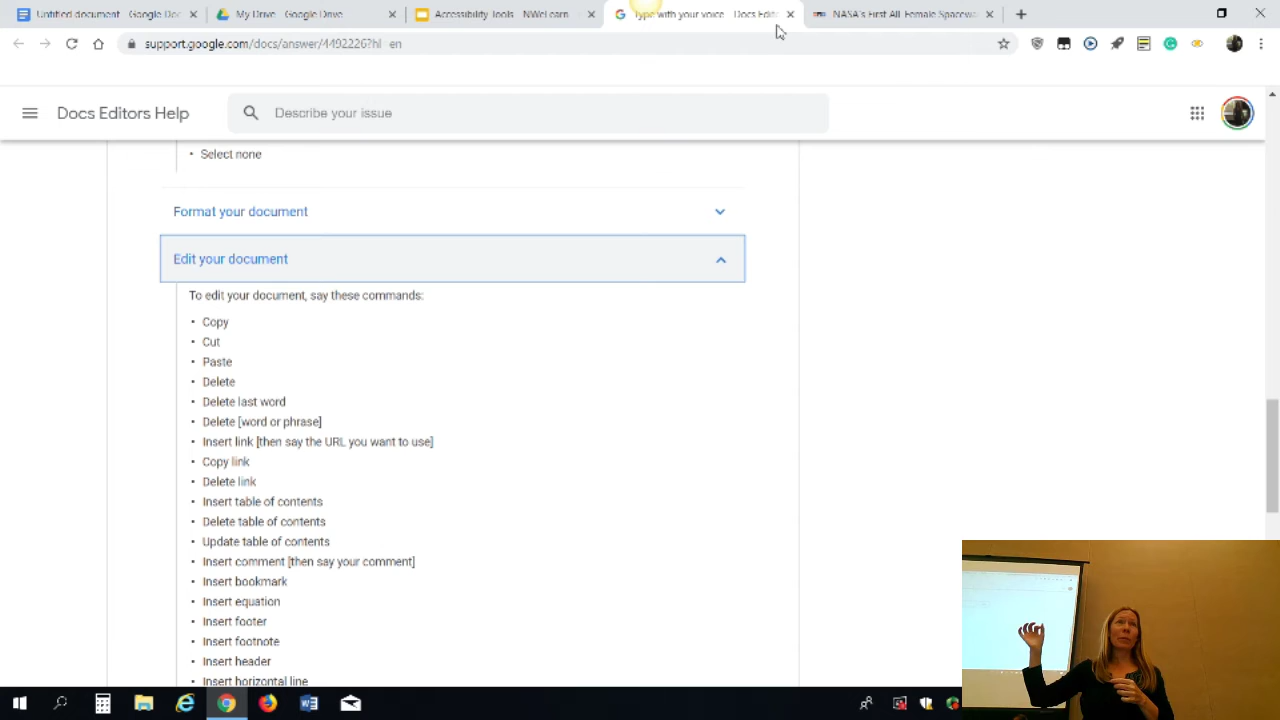 Untitled document - Google Doc
My Drive - Google Drive
Accessibility Tools - NWeLearn
Type with your voice - Docs Edito
NASA's First All-Female Spacewa
support.google.com/docs/answer/4492226?hl=en
Docs Editors Help
Describe your issue
• Select none
Format your document
Edit your document
To edit your document, say these commands:
• Copy
• Cut
• Paste
• Delete
• Delete last word
• Delete [word or phrase]
• Insert link [then say the URL you want to use]
• Copy link
• Delete link
• Insert table of contents
• Delete table of contents
• Update table of contents
• Insert comment [then say your comment]
• Insert bookmark
• Insert equation
• Insert footer
• Insert footnote
• Insert header
• Insert horizontal line